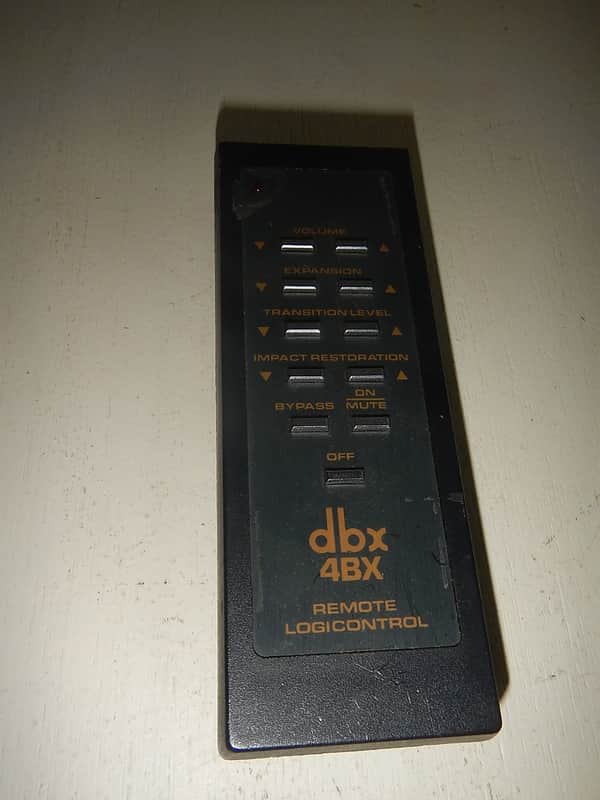 VOLUME
EXPANSION
TRANSITION LEVEL
IMPACT RESTORATION
BYPASS
ON
MUTE
OFF
dbx
4BX
REMOTE
LOGICONTROL